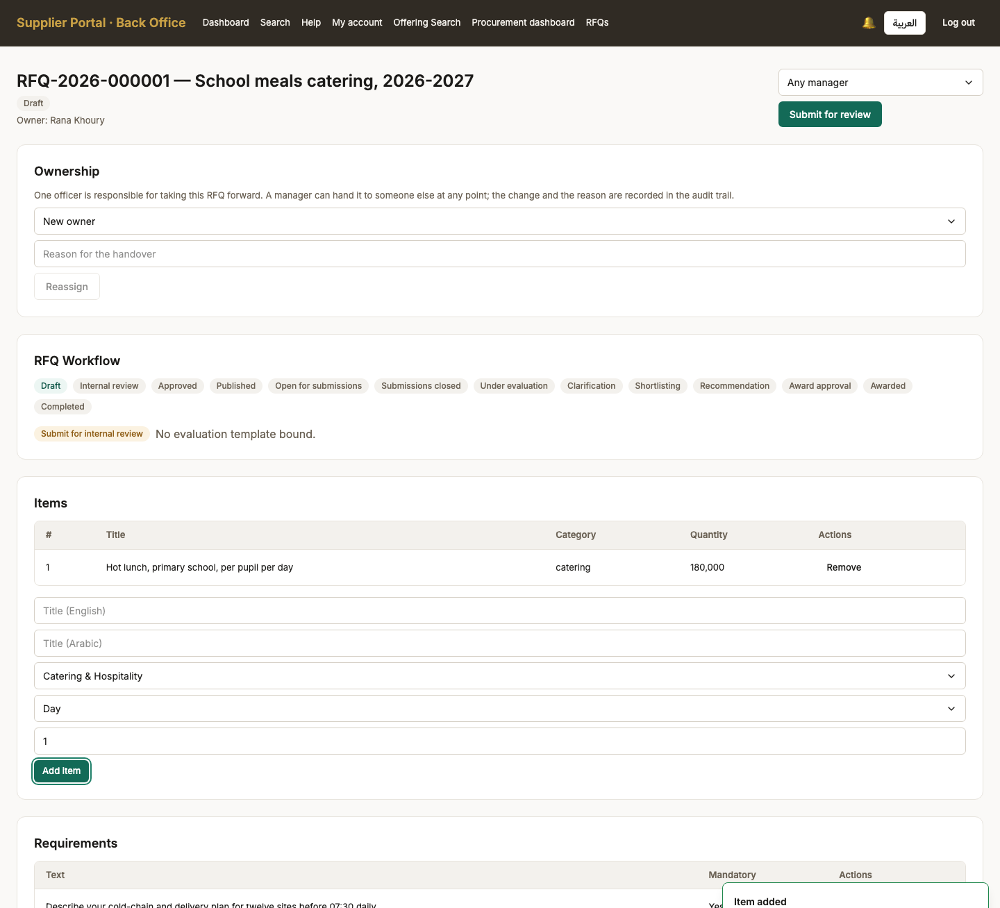 Supplier Portal · Back Office
Dashboard
Search
Help
My account
Offering Search
Procurement dashboard
RFQs
العربية
Log out
RFQ-2026-000001 — School meals catering, 2026-2027
Draft
Owner: Rana Khoury
Any manager
Submit for review
Ownership
One officer is responsible for taking this RFQ forward. A manager can hand it to someone else at any point; the change and the reason are recorded in the audit trail.
New owner
Reason for the handover
Reassign
RFQ Workflow
Draft
Internal review
Approved
Published
Open for submissions
Submissions closed
Under evaluation
Clarification
Shortlisting
Recommendation
Award approval
Awarded
Completed
Submit for internal review
No evaluation template bound.
Items
# Title Category Quantity Actions
1 Hot lunch, primary school, per pupil per day catering 180,000 Remove
Title (English)
Title (Arabic)
Catering & Hospitality
Day
1
Add item
Requirements
Text Mandatory Actions
Describe your cold-chain and delivery plan for twelve sites before 07:30 daily Yes
Item added